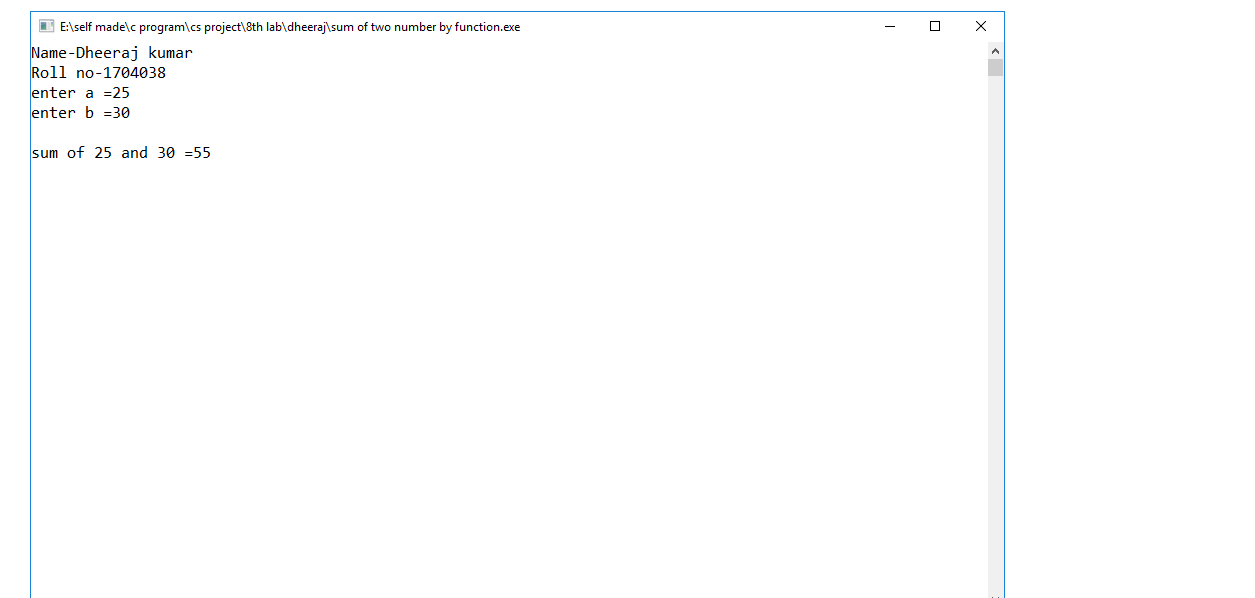 E:\self made\c program\cs project\8th lab\dheeraj\sum of two number by function.exe
Name-Dheeraj kumar
Roll no-1704038
enter a =25
enter b =30
sum of 25 and 30 =55